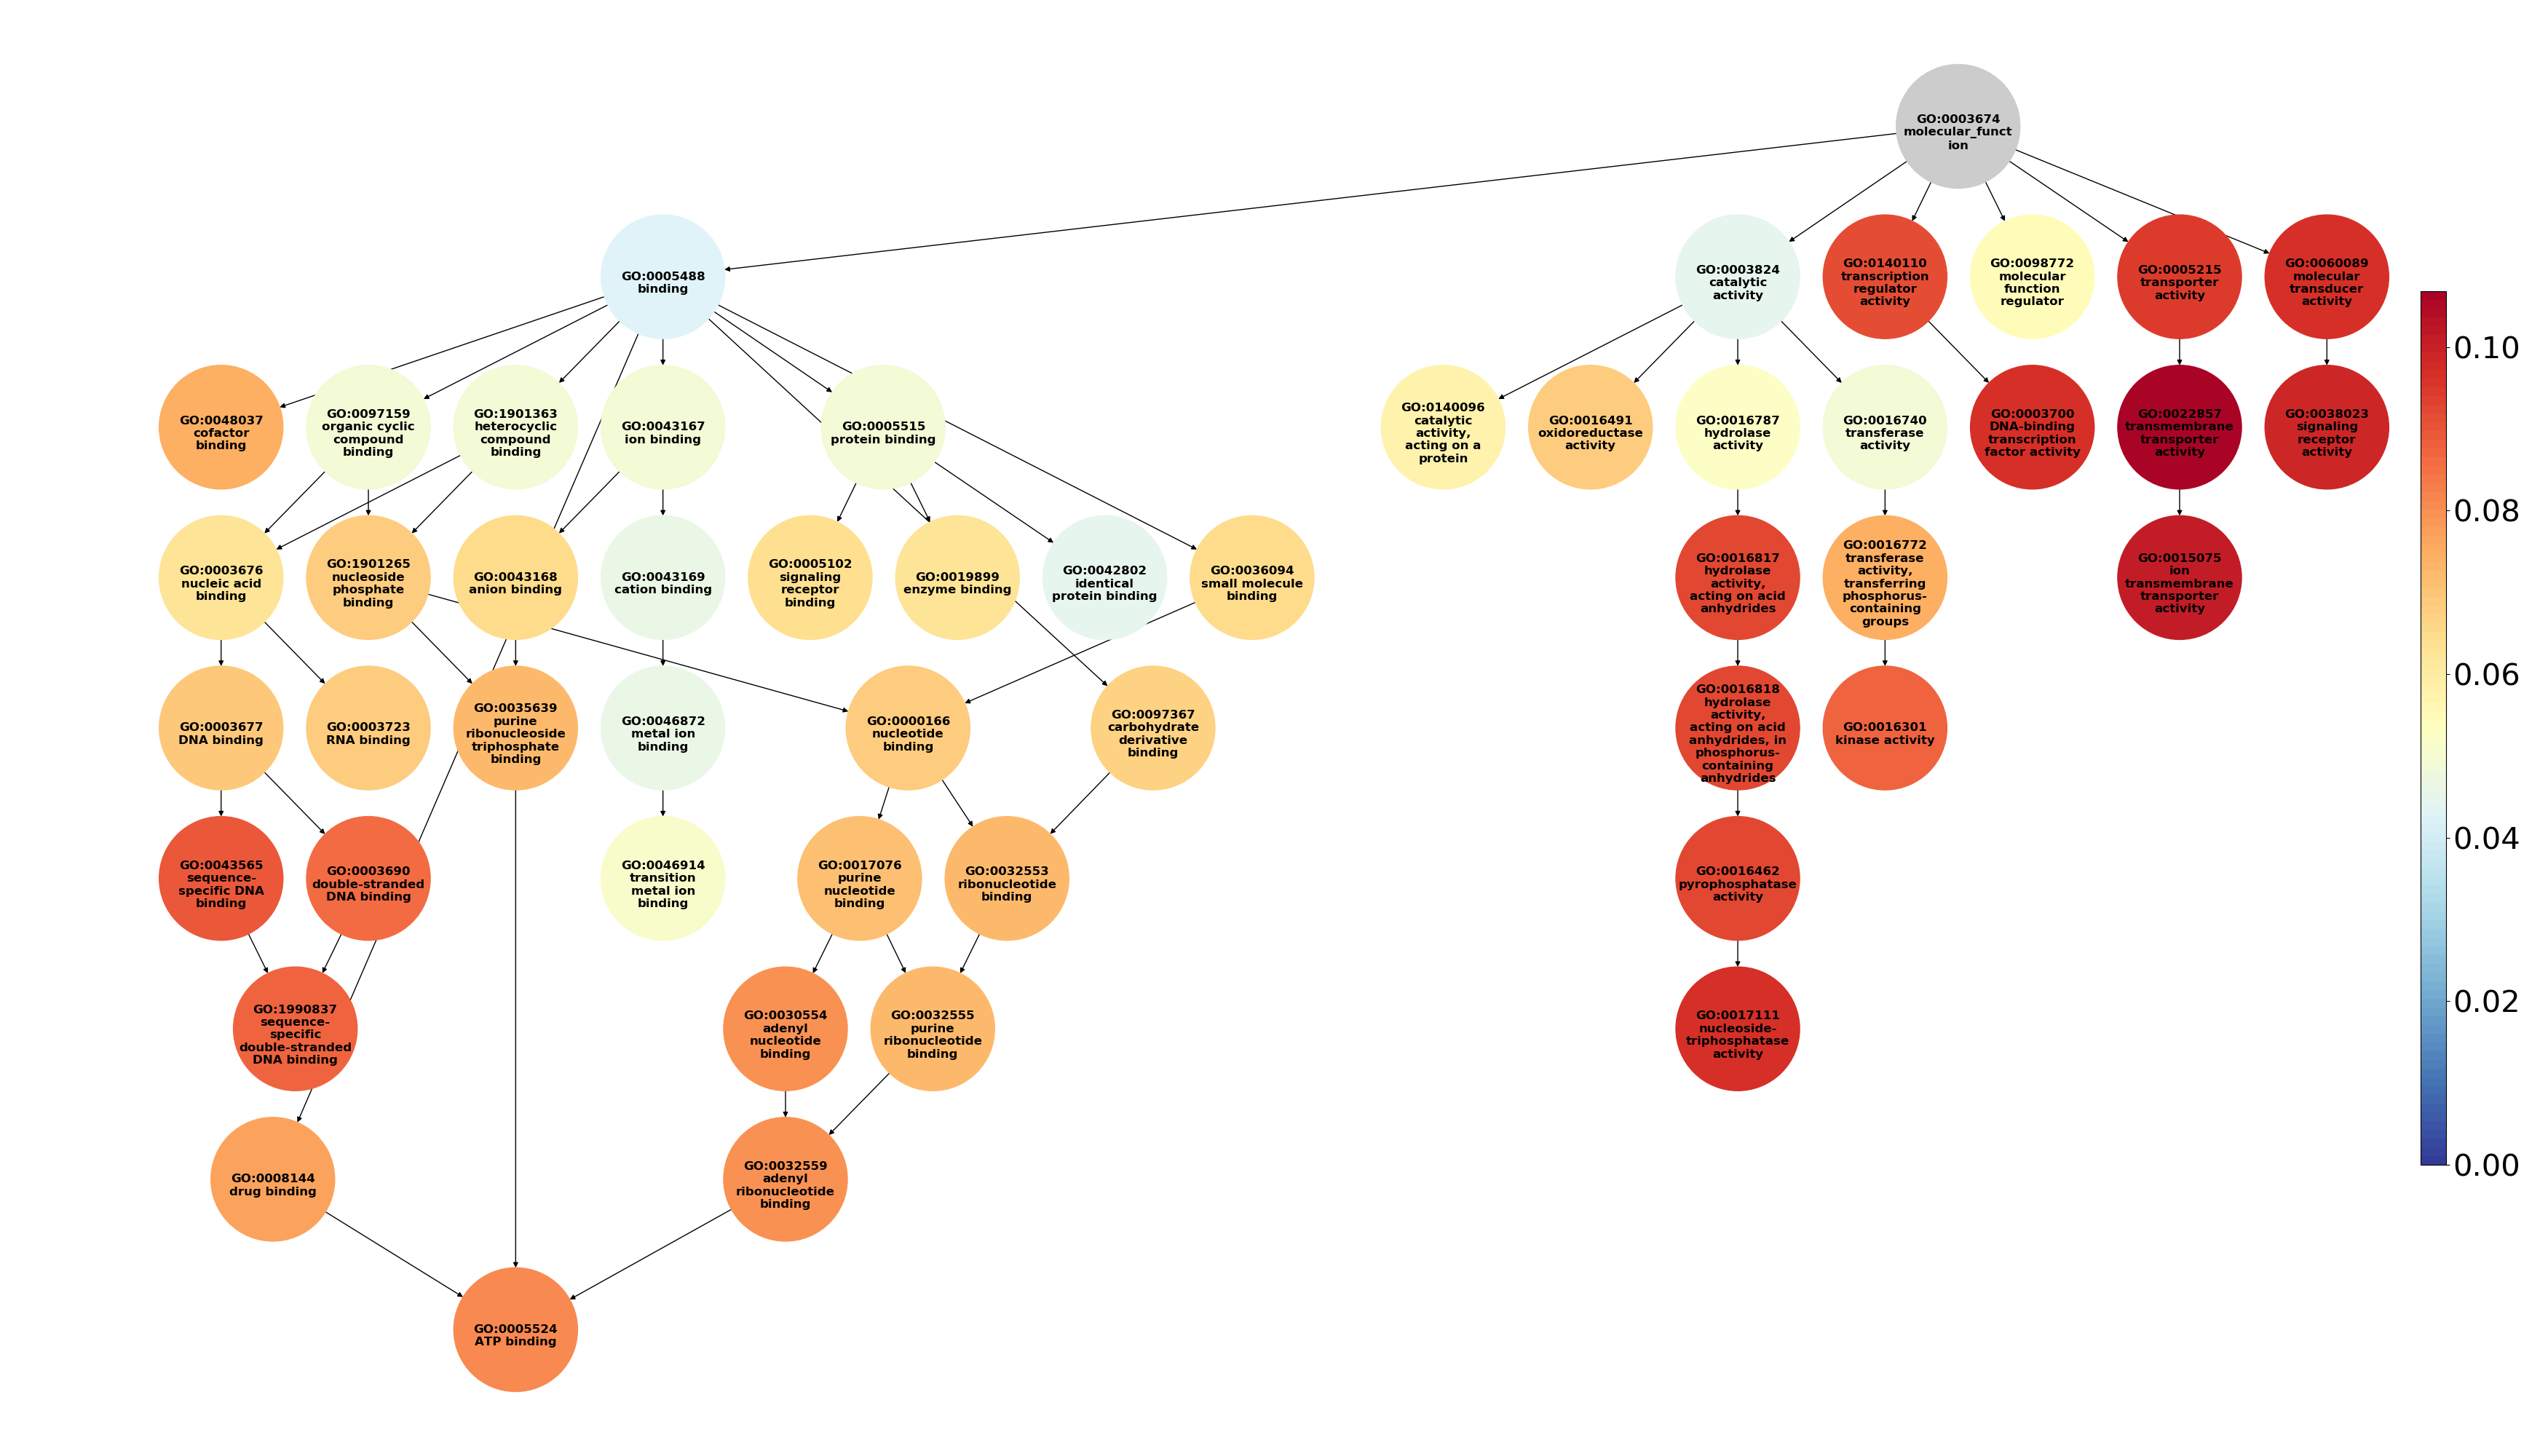 GO:0003674
molecular_funct
ion
GO:0005488
binding
GO:0003824
catalytic
activity
GO:0140110
transcription
regulator
activity
GO:0098772
molecular
function
regulator
GO:0005215
transporter
activity
GO:0060089
molecular
transducer
activity
GO:0048037
cofactor
binding
GO:0097159
organic cyclic
compound
binding
GO:1901363
heterocyclic
compound
binding
GO:0043167
ion binding
GO:0005515
protein binding
GO:0140096
catalytic
activity,
acting on a
protein
GO:0016491
oxidoreductase
activity
GO:0016787
hydrolase
activity
GO:0016740
transferase
activity
GO:0003700
DNA-binding
transcription
factor activity
GO:0022857
transmembrane
transporter
activity
GO:0038023
signaling
receptor
activity
GO:0003676
nucleic acid
binding
GO:1901265
nucleoside
phosphate
binding
GO:0043168
anion binding
GO:0043169
cation binding
GO:0005102
signaling
receptor
binding
GO:0019899
enzyme binding
GO:0042802
identical
protein binding
GO:0036094
small molecule
binding
GO:0016817
hydrolase
activity,
acting on acid
anhydrides
GO:0016772
transferase
activity,
transferring
phosphorus-
containing
groups
GO:0015075
ion
transmembrane
transporter
activity
GO:0003677
DNA binding
GO:0003723
RNA binding
GO:0035639
purine
ribonucleoside
triphosphate
binding
GO:0046872
metal ion
binding
GO:0000166
nucleotide
binding
GO:0097367
carbohydrate
derivative
binding
GO:0016818
hydrolase
activity,
acting on acid
anhydrides, in
phosphorus-
containing
anhydrides
GO:0016301
kinase activity
GO:0043565
sequence-
specific DNA
binding
GO:0003690
double-stranded
DNA binding
GO:0046914
transition
metal ion
binding
GO:0017076
purine
nucleotide
binding
GO:0032553
ribonucleotide
binding
GO:0016462
pyrophosphatase
activity
GO:1990837
sequence-
specific
double-stranded
DNA binding
GO:0030554
adenyl
nucleotide
binding
GO:0032555
purine
ribonucleotide
binding
GO:0017111
nucleoside-
triphosphatase
activity
GO:0008144
drug binding
GO:0032559
adenyl
ribonucleotide
binding
GO:0005524
ATP binding
0.10
0.08
0.06
0.04
0.02
0.00